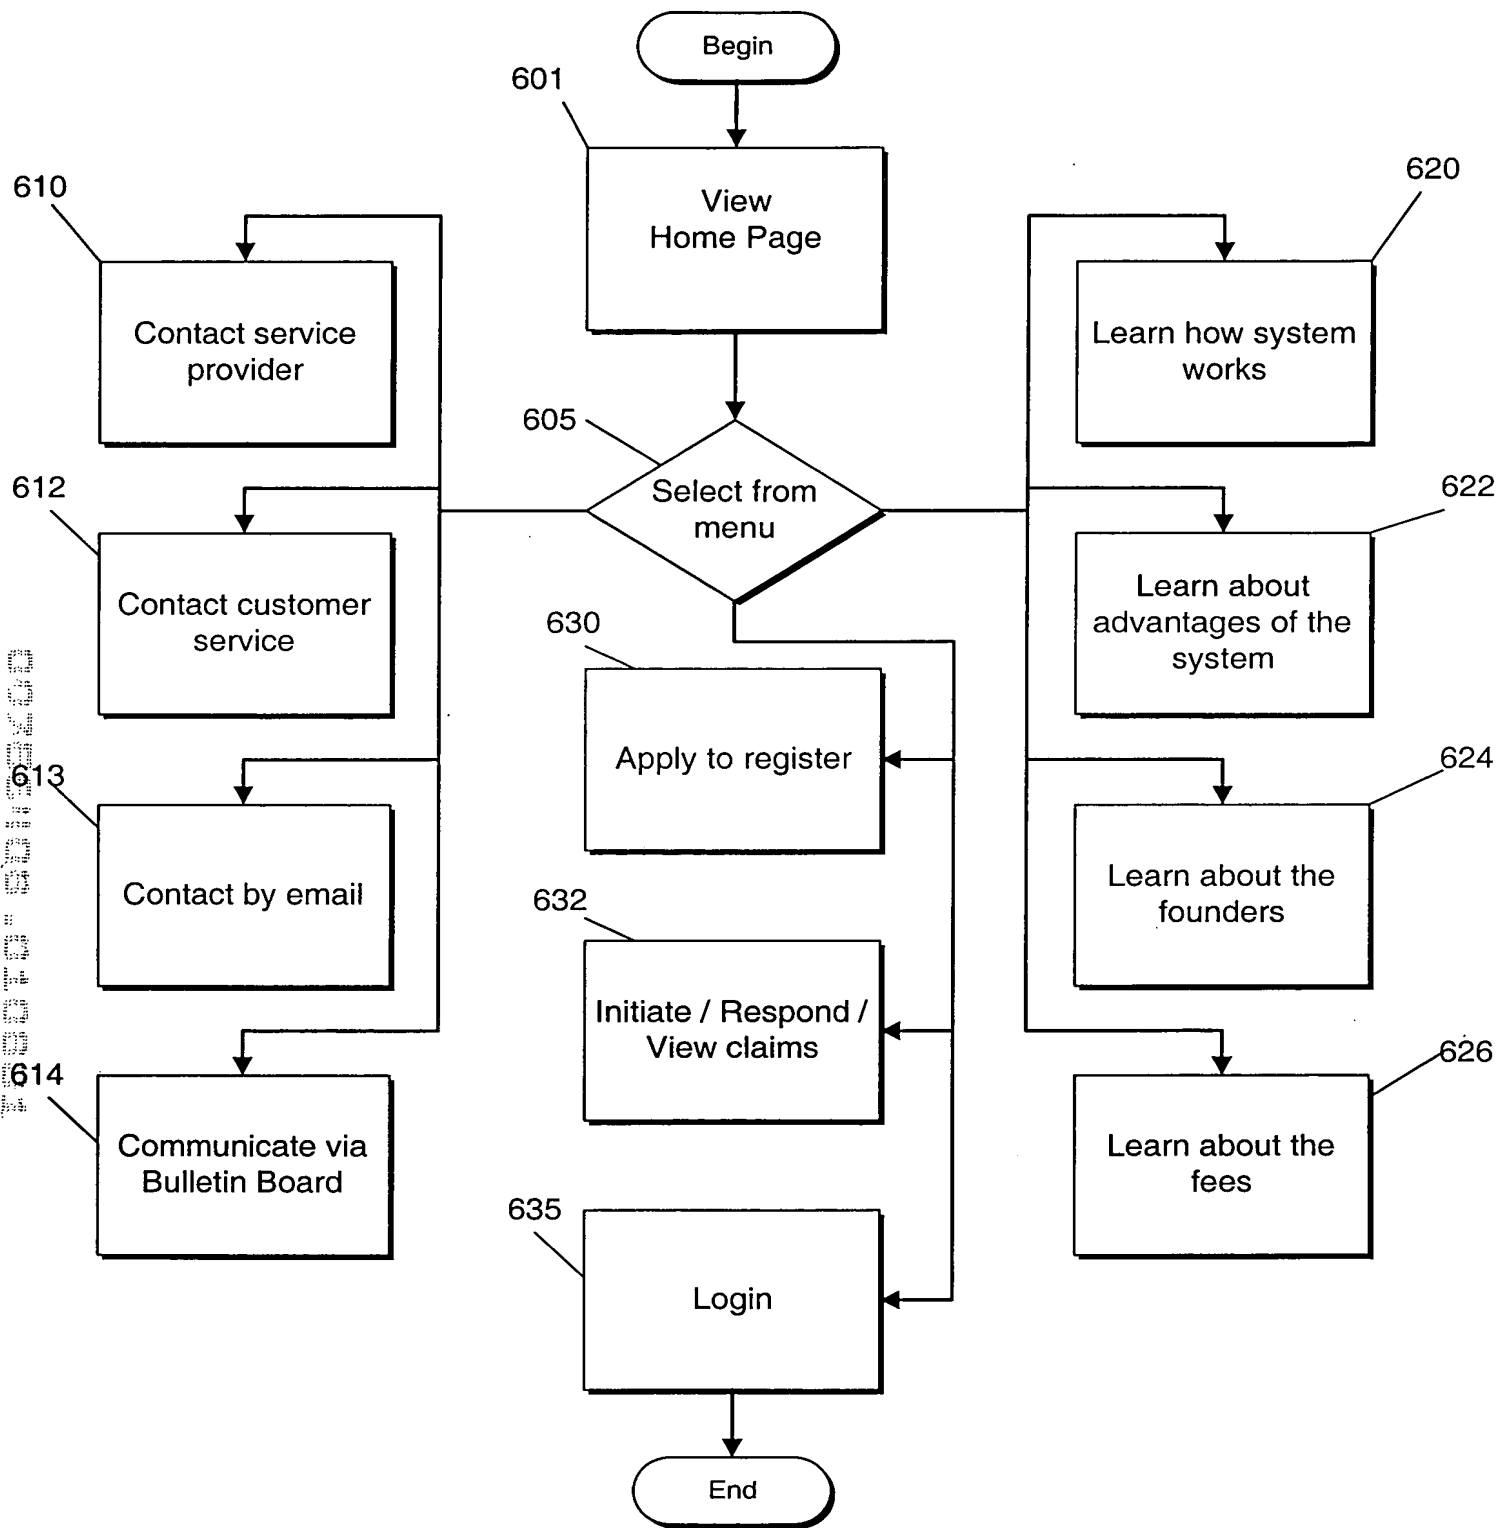 Begin
601
View
Home Page
610
Contact service
provider
620
Learn how system
works
605
Select from
menu
612
Contact customer
service
622
Learn about
advantages of the
system
630
Apply to register
613
Contact by email
624
Learn about the
founders
632
Initiate / Respond /
View claims
614
Communicate via
Bulletin Board
626
Learn about the
fees
635
Login
End